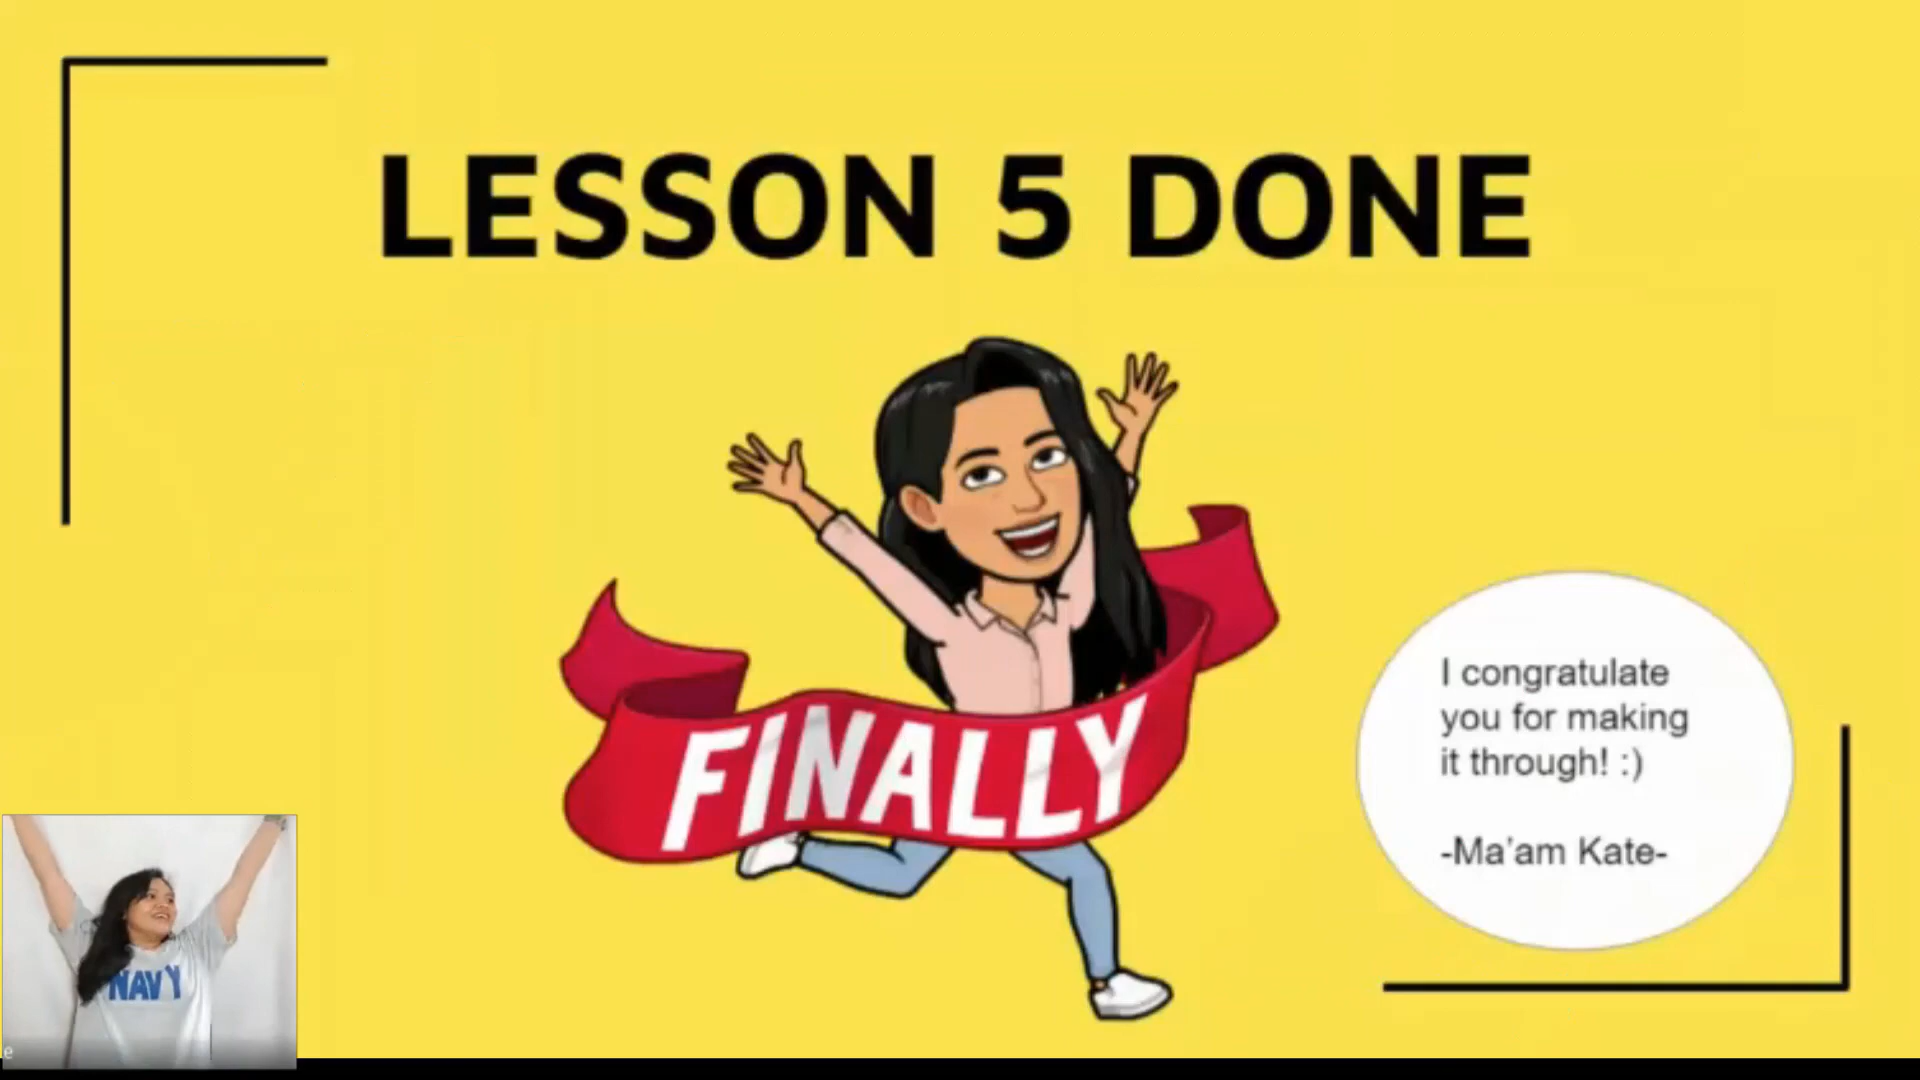 LESSON 5 DONE
FINALLY
I congratulate
you for making
it through! :)
-Ma'am Kate-
NAVY
e